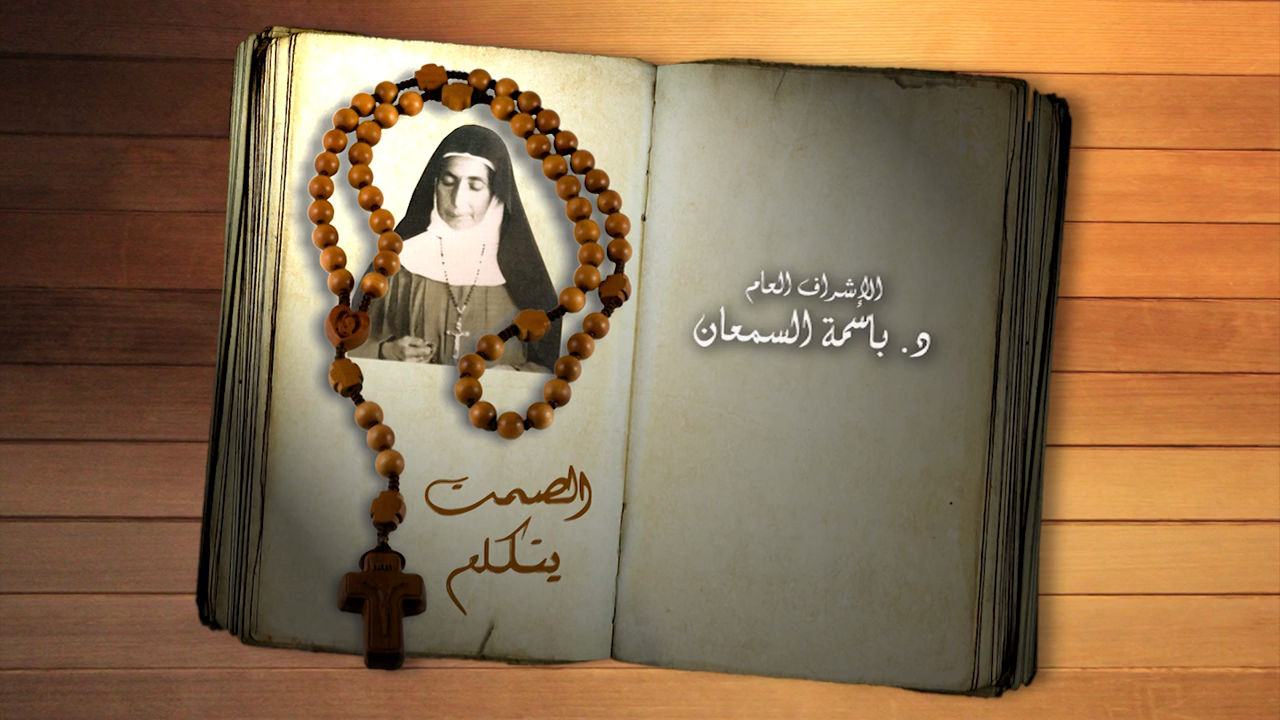 الصمت
يتكلم
الإشراف العام
د. باسمة السمعان